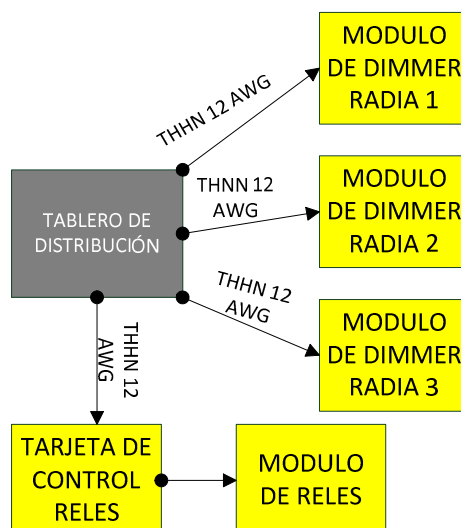 MODULO
DE DIMMER
RADIA 1
THHN 12 AWG
TABLERO DE
DISTRIBUCIÓN
THNN 12
AWG
MODULO
DE DIMMER
RADIA 2
THHN 12
AWG
MODULO
DE DIMMER
RADIA 3
THHN 12
AWG
TARJETA DE
CONTROL
RELES
MODULO
DE RELES